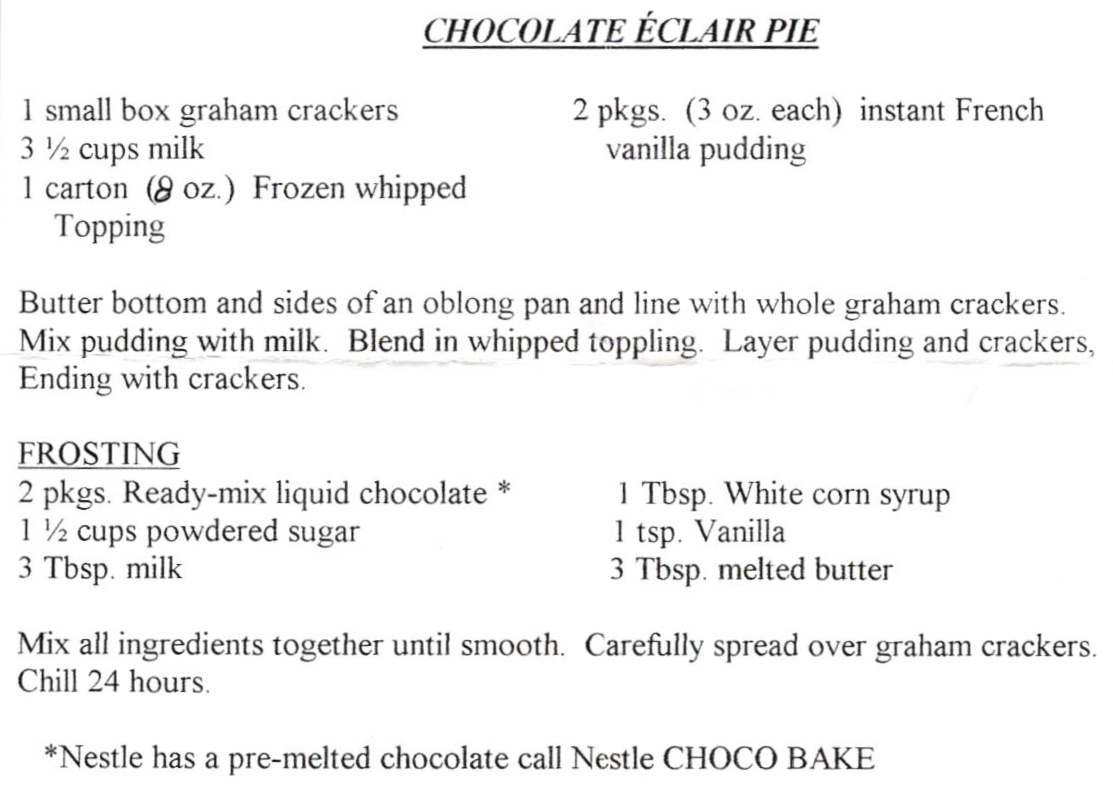 CHOCOLATE ÉCLAIR PIE
1 small box graham crackers
3 ½ cups milk
1 carton (8 oz.) Frozen whipped
Topping
2 pkgs. (3 oz. each) instant French
vanilla pudding
Butter bottom and sides of an oblong pan and line with whole graham crackers.
Mix pudding with milk. Blend in whipped toppling. Layer pudding and crackers,
Ending with crackers.
FROSTING
2 pkgs. Ready-mix liquid chocolate *
1 ½ cups powdered sugar
3 Tbsp. milk
1 Tbsp. White corn syrup
1 tsp. Vanilla
3 Tbsp. melted butter
Mix all ingredients together until smooth. Carefully spread over graham crackers.
Chill 24 hours.
*Nestle has a pre-melted chocolate call Nestle CHOCO BAKE